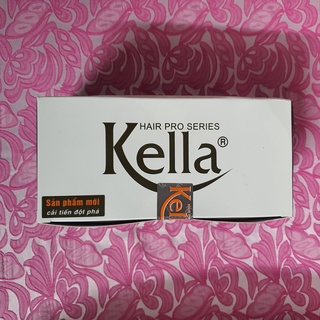 HAIR PRO SERIES
Kella®
Sản phẩm mới
cải tiến đột phá